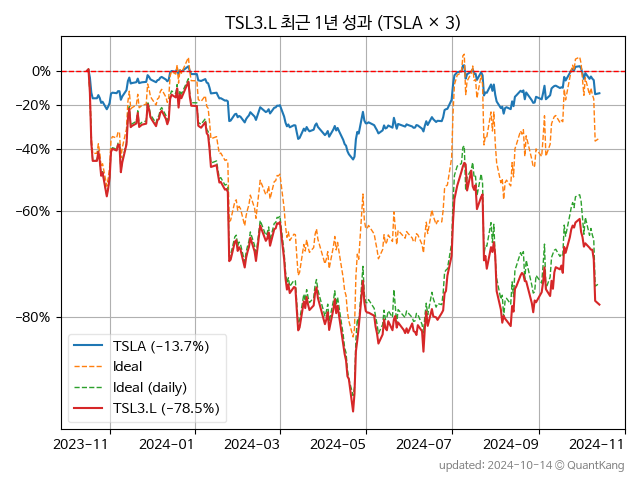 TSL3.L 최근 1년 성과 (TSLA × 3)
0%
−20%
−40%
−60%
−80%
TSLA (−13.7%)
Ideal
Ideal (daily)
TSL3.L (−78.5%)
2023−11 2024−01 2024−03 2024−05 2024−07 2024−09 2024−11
updated: 2024-10-14 © QuantKang